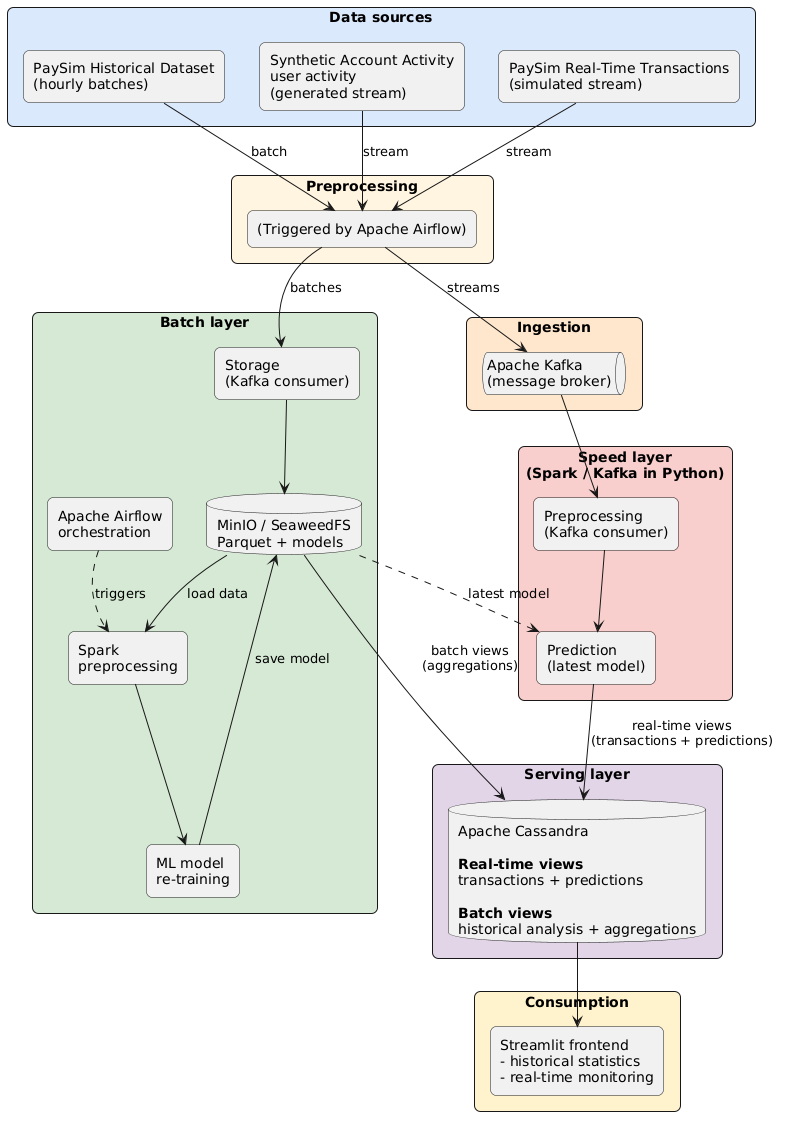 Data sources
PaySim Historical Dataset
(hourly batches)
Synthetic Account Activity
user activity
(generated stream)
PaySim Real-Time Transactions
(simulated stream)
batch
stream
stream
Preprocessing
(Triggered by Apache Airflow)
batches
streams
Batch layer
Storage
(Kafka consumer)
Ingestion
Apache Kafka
(message broker)
Speed layer
(Spark / Kafka in Python)
Preprocessing
(Kafka consumer)
Apache Airflow
orchestration
MinIO / SeaweedFS
Parquet + models
triggers
load data
latest model
Spark
preprocessing
save model
batch views
(aggregations)
Prediction
(latest model)
real-time views
(transactions + predictions)
ML model
re-training
Serving layer
Apache Cassandra
Real-time views
transactions + predictions
Batch views
historical analysis + aggregations
Consumption
Streamlit frontend
- historical statistics
- real-time monitoring